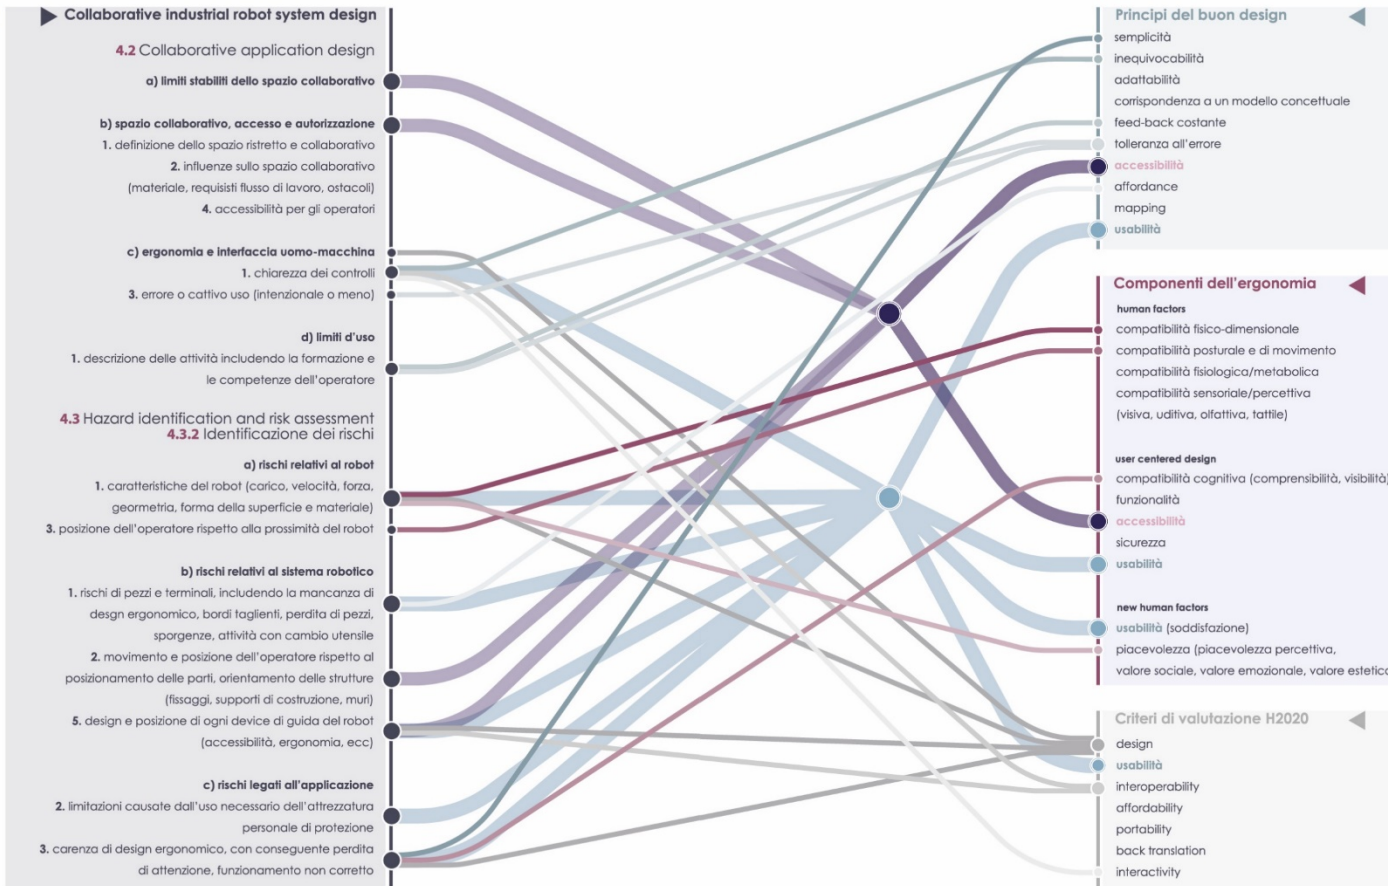 Collaborative industrial robot system design
4.2 Collaborative application design
a) limiti stabiliti dello spazio collaborativo
b) spazio collaborativo, accesso e autorizzazione
1. definizione dello spazio ristretto e collaborativo
2. influenze sullo spazio collaborativo
(materiale, requisisti flusso di lavoro, ostacoli)
4. accessibilità per gli operatori
c) ergonomia e interfaccia uomo-macchina
1. chiarezza dei controlli
3. errore o cattivo uso (intenzionale o meno)
d) limiti d'uso
1. descrizione delle attività includendo la formazione e
le competenze dell'operatore
4.3 Hazard identification and risk assessment
4.3.2 Identificazione dei rischi
a) rischi relativi al robot
1. caratteristiche del robot (carico, velocità, forza,
geometria, forma della superficie e materiale)
3. posizione dell'operatore rispetto alla prossimità del robot
b) rischi relativi al sistema robotico
1. rischi di pezzi e terminali, includendo la mancanza di
desgn ergonomico, bordi taglienti, perdita di pezzi,
sporgenze, attività con cambio utensile
2. movimento e posizione dell'operatore rispetto al
posizionamento delle parti, orientamento delle strutture
(fissaggi, supporti di costruzione, muri)
5. design e posizione di ogni device di guida del robot
(accessibilità, ergonomia, ecc)
c) rischi legati all'applicazione
2. limitazioni causate dall'uso necessario dell'attrezzatura
personale di protezione
3. carenza di design ergonomico, con conseguente perdita
di attenzione, funzionamento non corretto
Principi del buon design
semplicità
inequivocabilità
adattabilità
corrispondenza a un modello concettuale
feed-back costante
tolleranza all'errore
accessibilità
affordance
mapping
usabilità
Componenti dell'ergonomia
human factors
compatibilità fisico-dimensionale
compatibilità posturale e di movimento
compatibilità fisiologica/metabolica
compatibilità sensoriale/percettiva
(visiva, uditiva, olfattiva, tattile)
user centered design
compatibilità cognitiva (comprensibilità, visibilità)
funzionalità
accessibilità
sicurezza
usabilità
new human factors
usabilità (soddisfazione)
piacevolezza (piacevolezza percettiva,
valore sociale, valore emozionale, valore estetico
Criteri di valutazione H2020
design
usabilità
interoperability
affordability
portability
back translation
interactivity